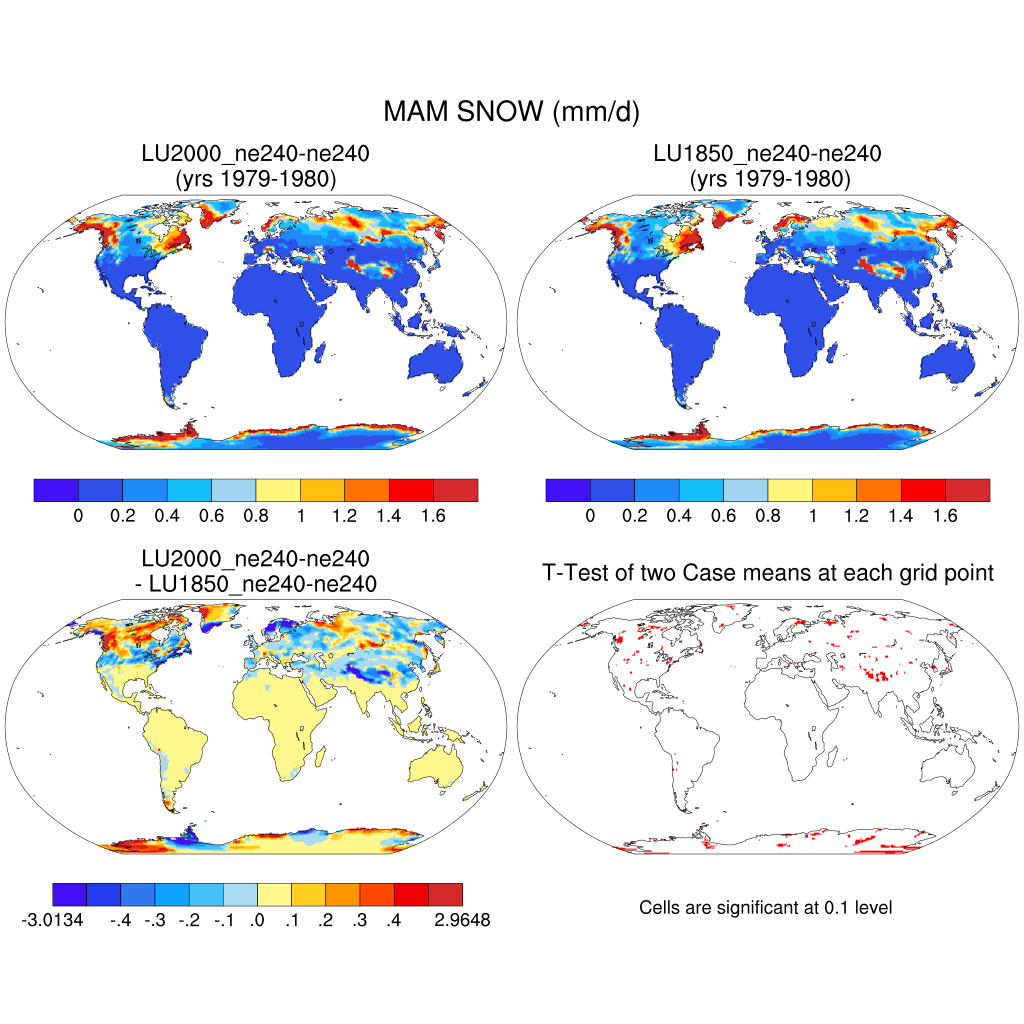 MAM SNOW (mm/d)
LU2000_ne240-ne240
(yrs 1979-1980)
LU1850_ne240-ne240
(yrs 1979-1980)
0 0.2 0.4 0.6 0.8 1 1.2 1.4 1.6
0 0.2 0.4 0.6 0.8 1 1.2 1.4 1.6
LU2000_ne240-ne240
- LU1850_ne240-ne240
T-Test of two Case means at each grid point
-3.0134 -.4 -.3 -.2 -.1 .0 .1 .2 .3 .4 2.9648
Cells are significant at 0.1 level